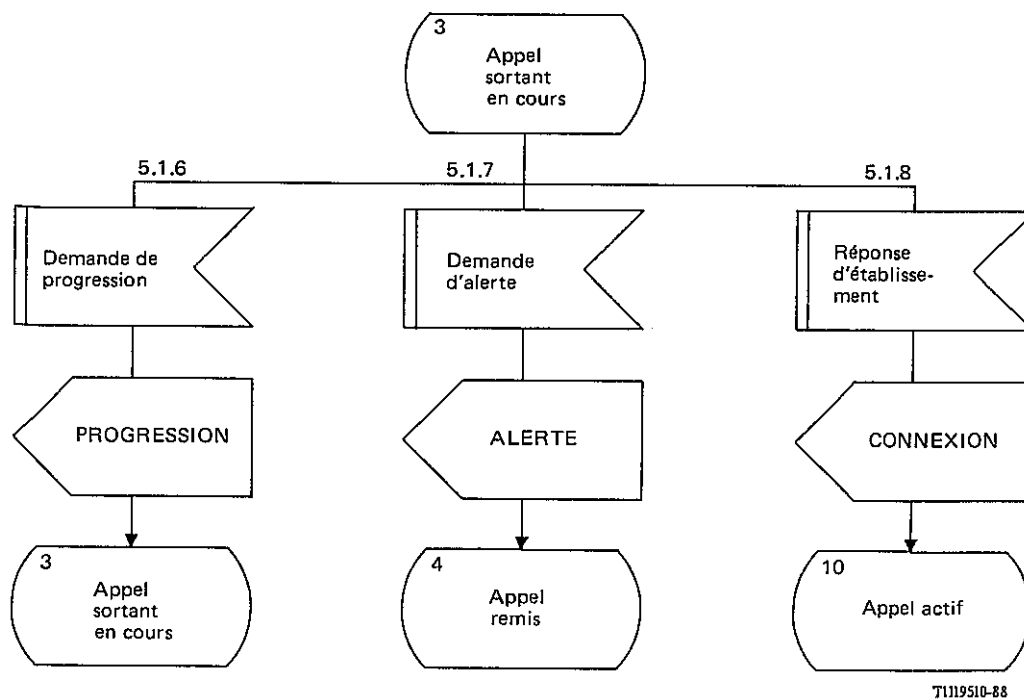 3
Appel
sortant
en cours
5.1.6
5.1.7
5.1.8
Demande de
progression
Demande
d'alerte
Réponse
d'établisse-
ment
PROGRESSION
ALERTE
CONNEXION
3
Appel
sortant
en cours
4
Appel
remis
10
Appel actif
T1119510-88